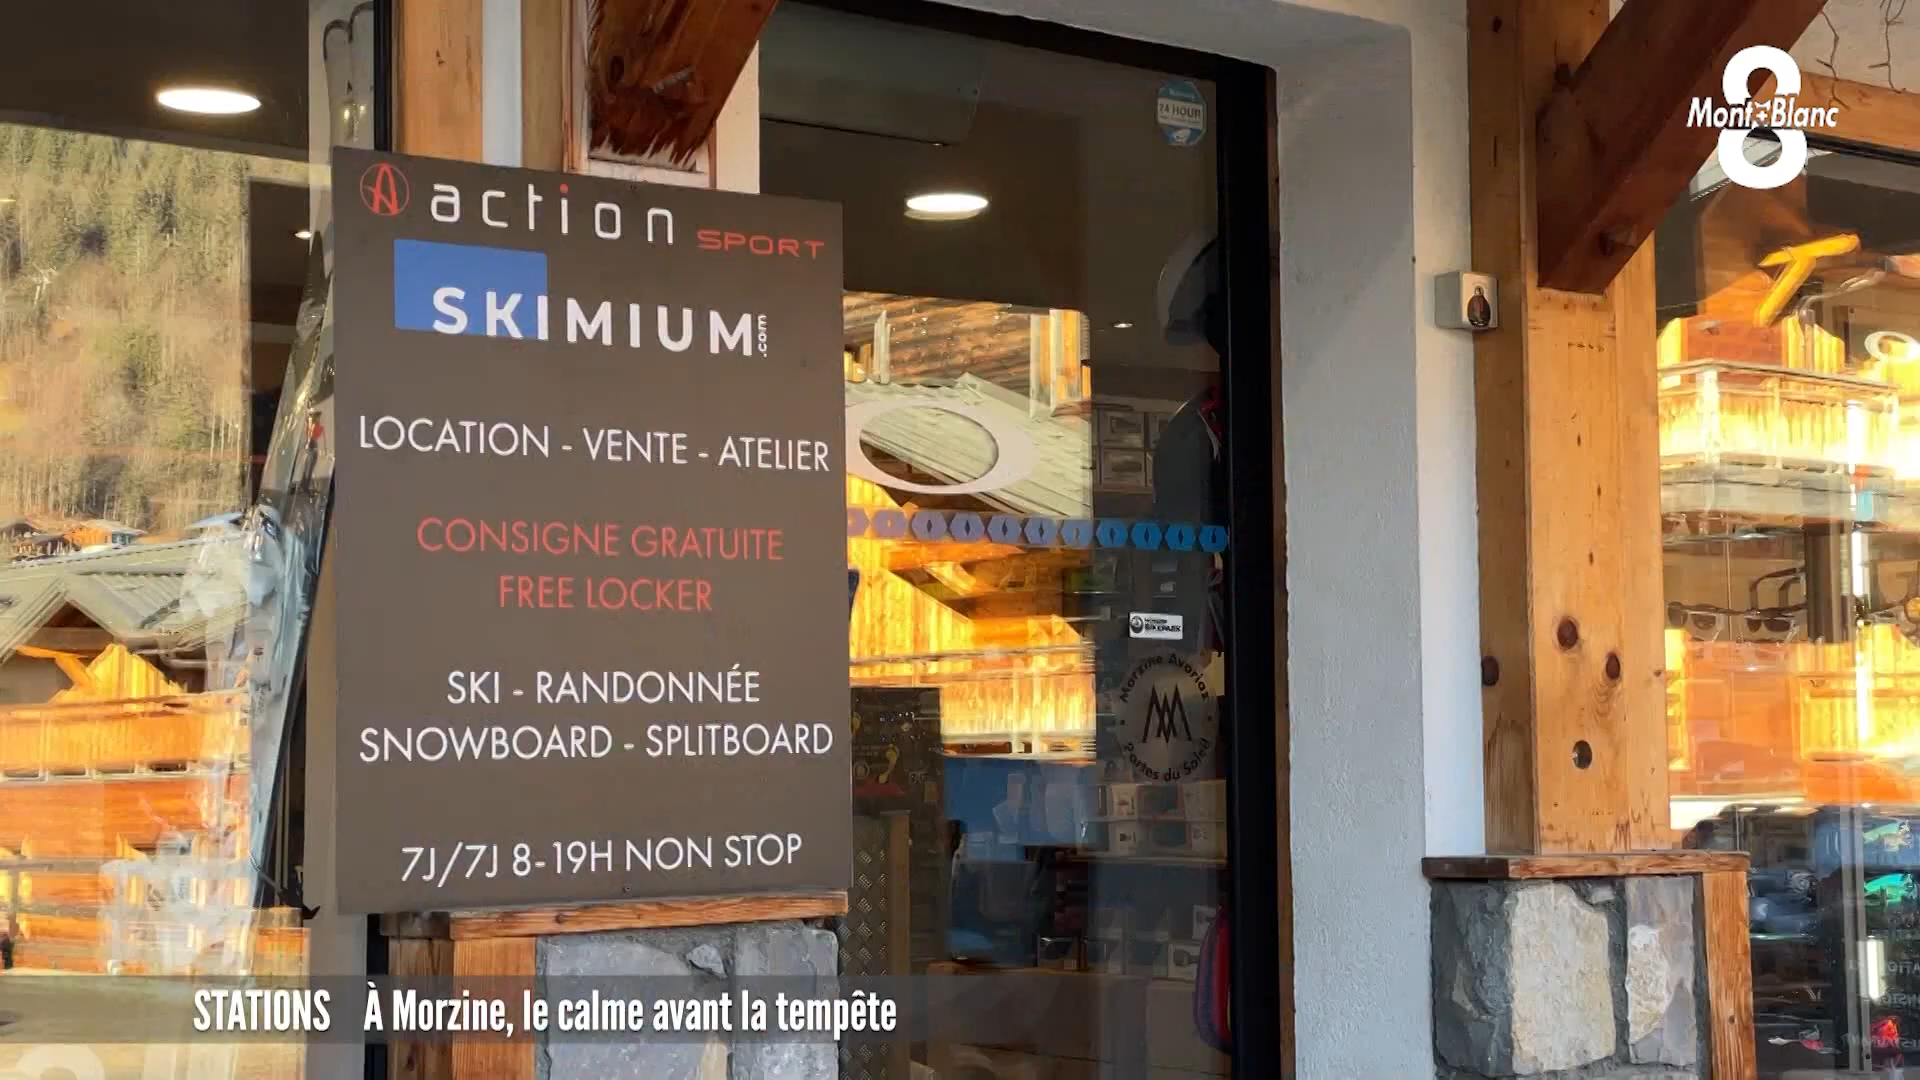 action SPORT
SKIMIUM.com
LOCATION - VENTE - ATELIER
CONSIGNE GRATUITE
FREE LOCKER
SKI - RANDONNÉE
SNOWBOARD - SPLITBOARD
7J/7J 8-19H NON STOP
24 HOUR
BIKEPARK
Morzine Avoriaz
Portes du Soleil
8
Mont Blanc
STATIONS À Morzine, le calme avant la tempête